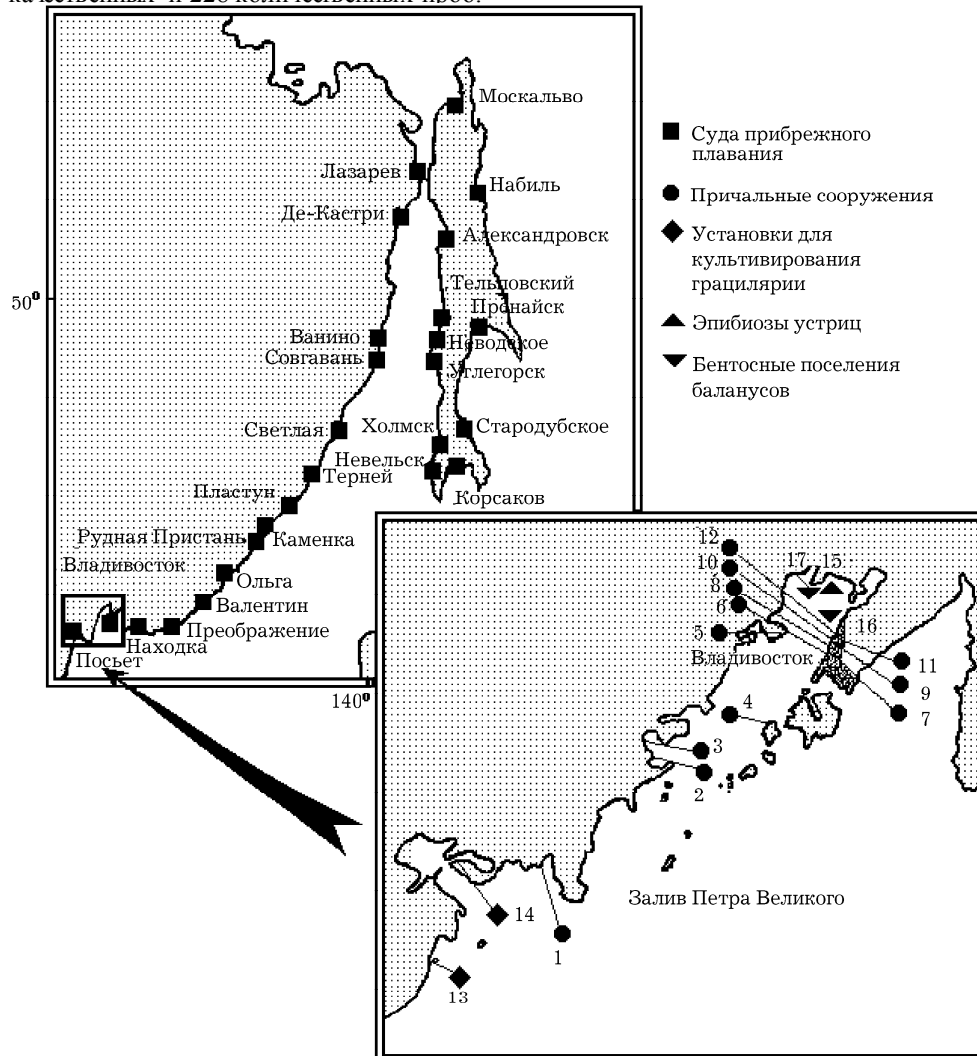 качественных и 226 количественных проб.
Москальво
Лазарев
Набиль
Де-Кастри
Александровск
Тельновский
50°
Пронайск
Ванино
Неводское
Совгавань
Углегорск
Светлая
Холмск
Стародубское
Невельск
Терней
Пластун
Корсаков
Рудная Пристань
Каменка
Владивосток
Ольга
Валентин
Преображение
Находка
Посьет
140°
Суда прибрежного
плавания
Причальные сооружения
Установки для
культивирования
грацилярии
Эпибиозы устриц
Бентосные поселения
баланусов
12
10
17
15
8
6
5
16
Владивосток
11
9
7
4
3
2
Залив Петра Великого
14
1
13